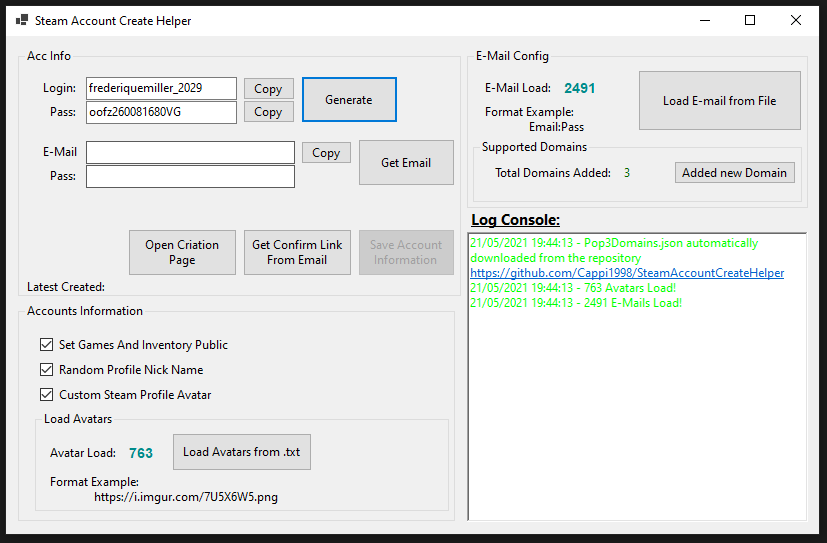 Steam Account Create Helper
Acc Info
Login: frederiquemiller_2029 Copy
Pass: oofz260081680VG Copy
Generate
E-Mail Copy
Pass:
Get Email
Open Criation
Page
Get Confirm Link
From Email
Save Account
Information
Latest Created:
Accounts Information
Set Games And Inventory Public
Random Profile Nick Name
Custom Steam Profile Avatar
Load Avatars
Avatar Load: 763 Load Avatars from .txt
Format Example:
https://i.imgur.com/7U5X6W5.png
E-Mail Config
E-Mail Load: 2491
Format Example:
Email:Pass
Load E-mail from File
Supported Domains
Total Domains Added: 3 Added new Domain
Log Console:
21/05/2021 19:44:13 - Pop3Domains.json automatically
downloaded from the repository
https://github.com/Cappi1998/SteamAccountCreateHelper
21/05/2021 19:44:13 - 763 Avatars Load!
21/05/2021 19:44:13 - 2491 E-Mails Load!